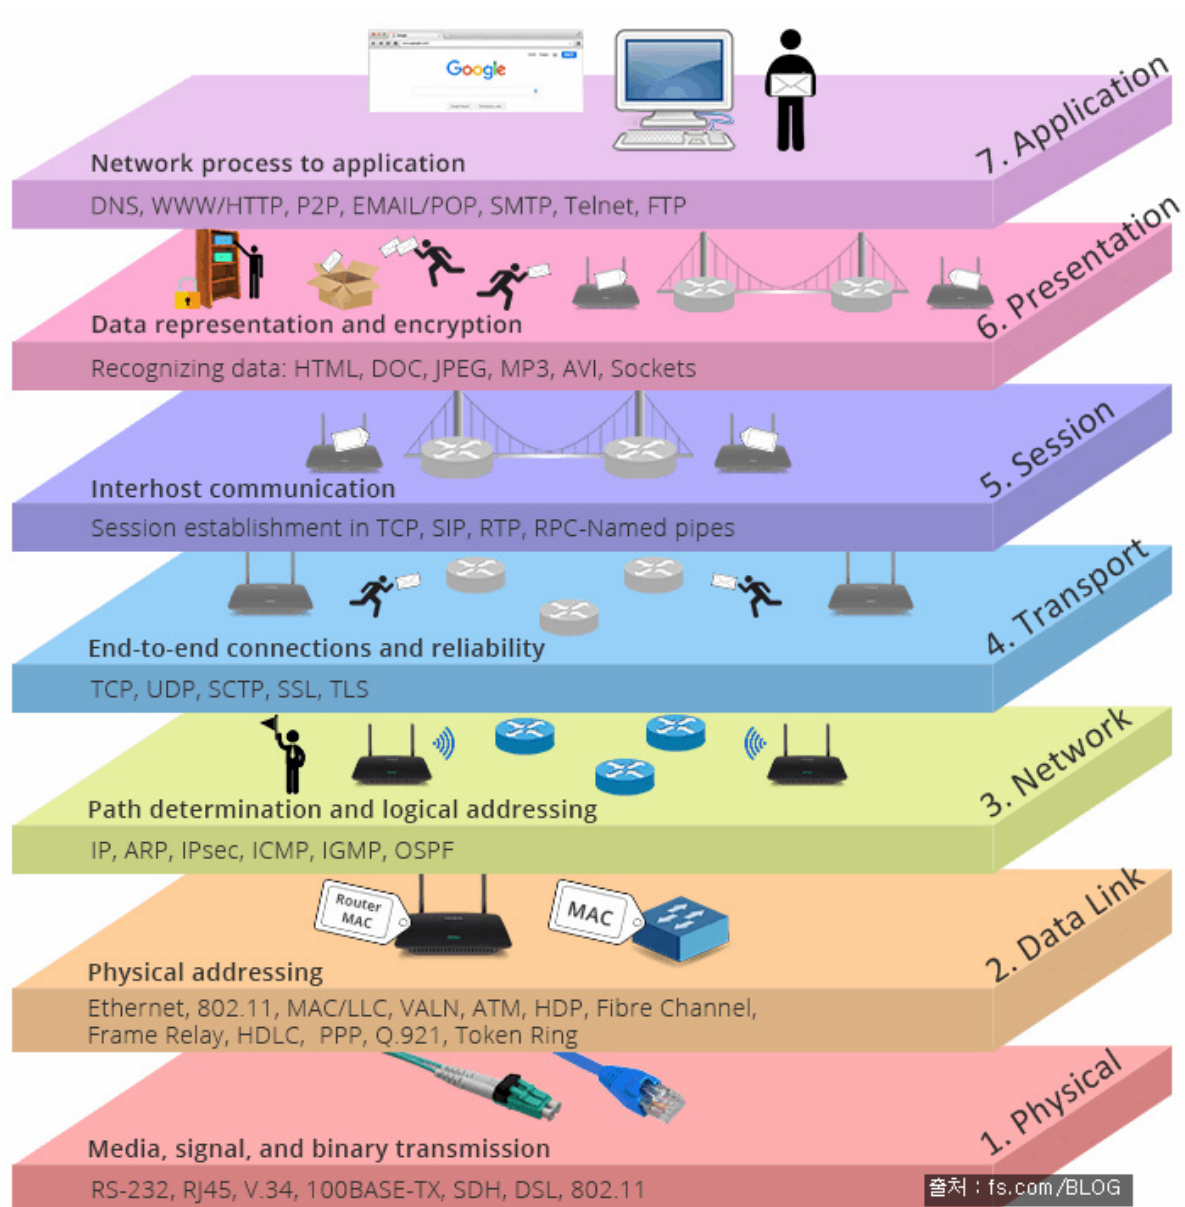 Google
7. Application
Network process to application
DNS, WWW/HTTP, P2P, EMAIL/POP, SMTP, Telnet, FTP
6. Presentation
Data representation and encryption
Recognizing data: HTML, DOC, JPEG, MP3, AVI, Sockets
5. Session
Interhost communication
Session establishment in TCP, SIP, RTP, RPC-Named pipes
4. Transport
End-to-end connections and reliability
TCP, UDP, SCTP, SSL, TLS
3. Network
Path determination and logical addressing
IP, ARP, IPsec, ICMP, IGMP, OSPF
2. Data Link
Router
MAC
MAC
Physical addressing
Ethernet, 802.11, MAC/LLC, VALN, ATM, HDP, Fibre Channel,
Frame Relay, HDLC, PPP, Q.921, Token Ring
1. Physical
Media, signal, and binary transmission
RS-232, RJ45, V.34, 100BASE-TX, SDH, DSL, 802.11
출처 : fs.com/BLOG